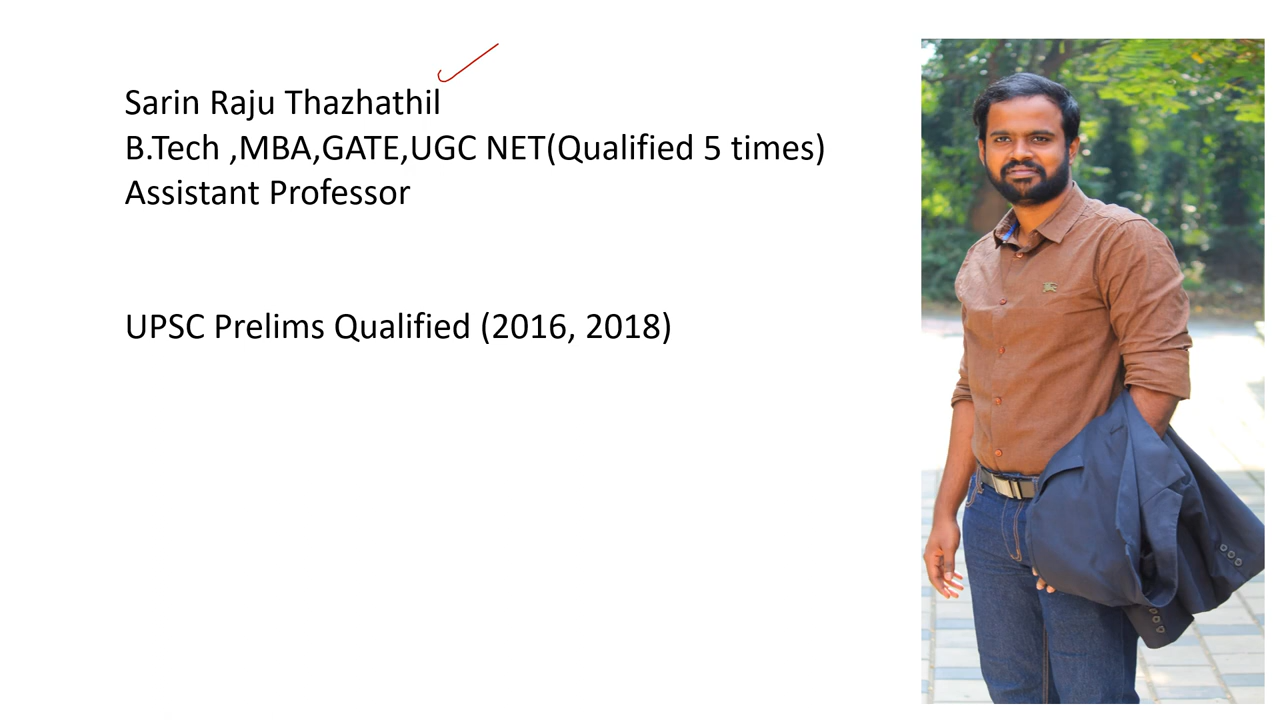 Sarin Raju Thazhathil
B.Tech ,MBA,GATE,UGC NET(Qualified 5 times)
Assistant Professor
UPSC Prelims Qualified (2016, 2018)